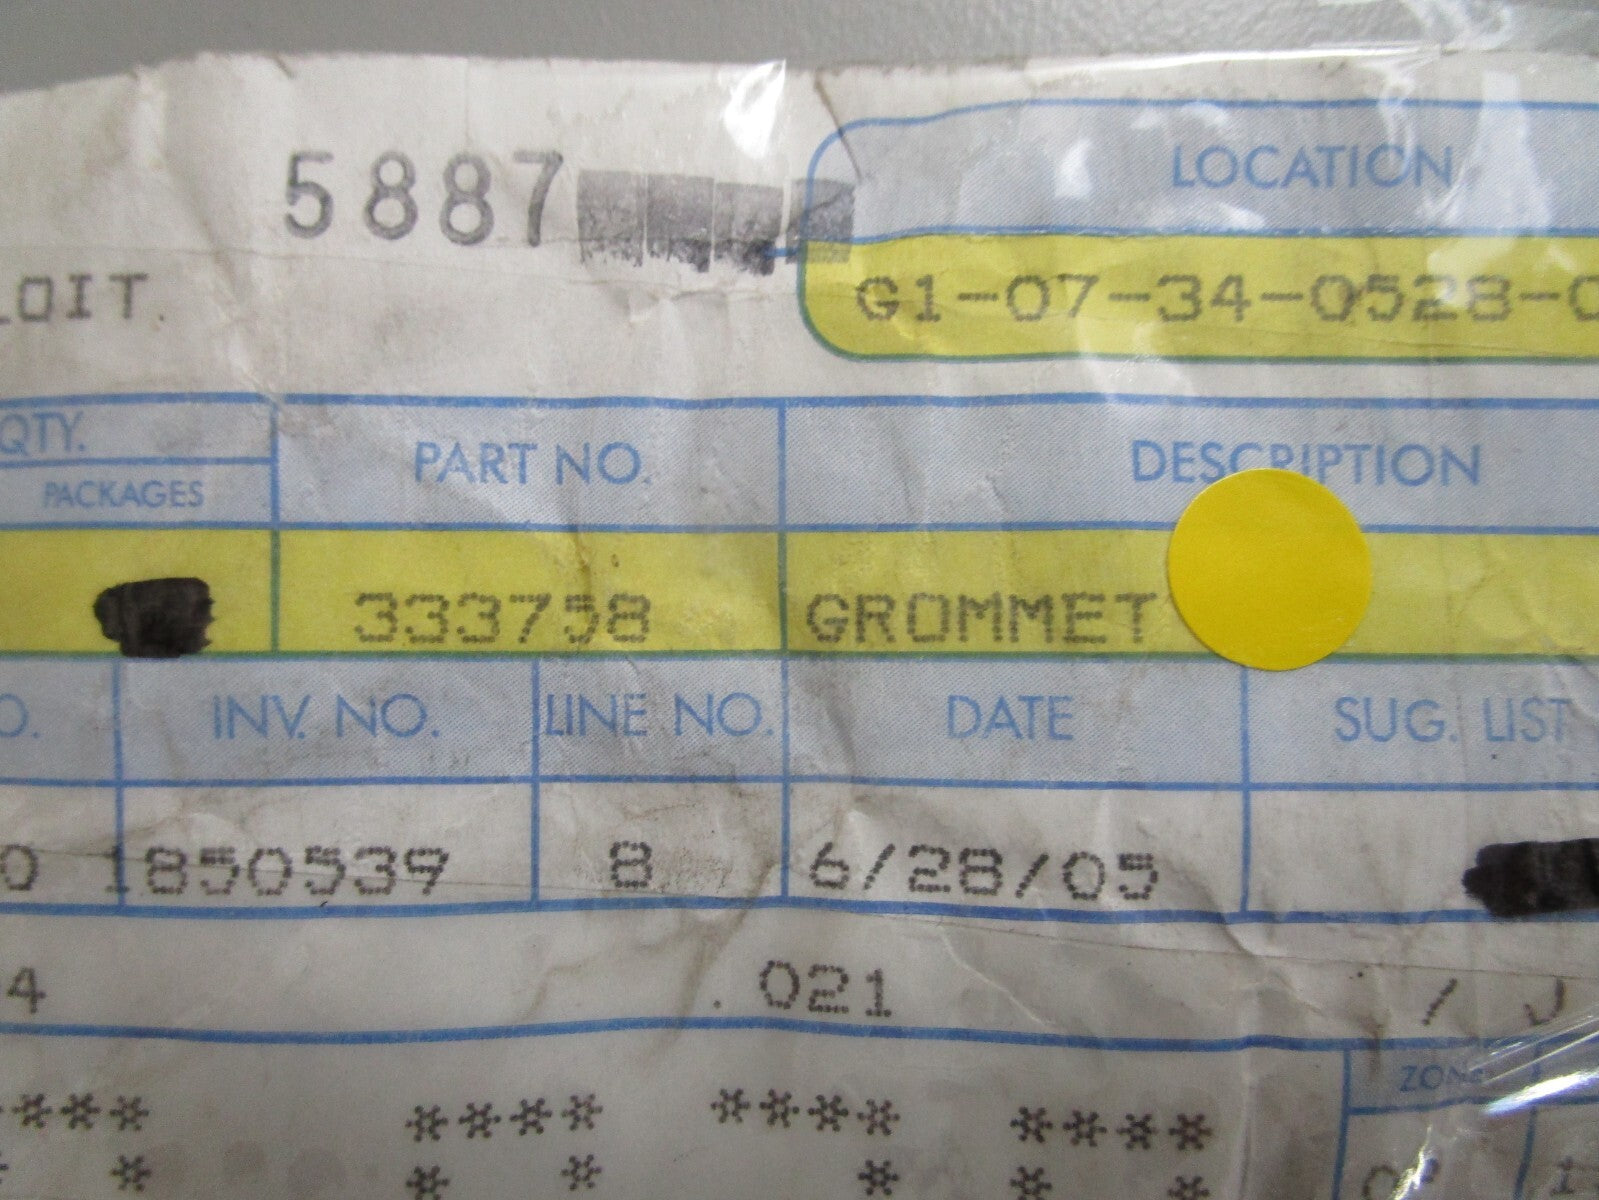 5887
LOCATION
LOIT
G1-07-34-0528-0
QTY.
PACKAGES
PART NO.
DESCRIPTION
333758
GROMMET
O.
INV. NO.
LINE NO.
DATE
SUG. LIST
0
1850539
8
6/28/05
4
.021
/
****
****
****
****
*
*
*
*
*
*